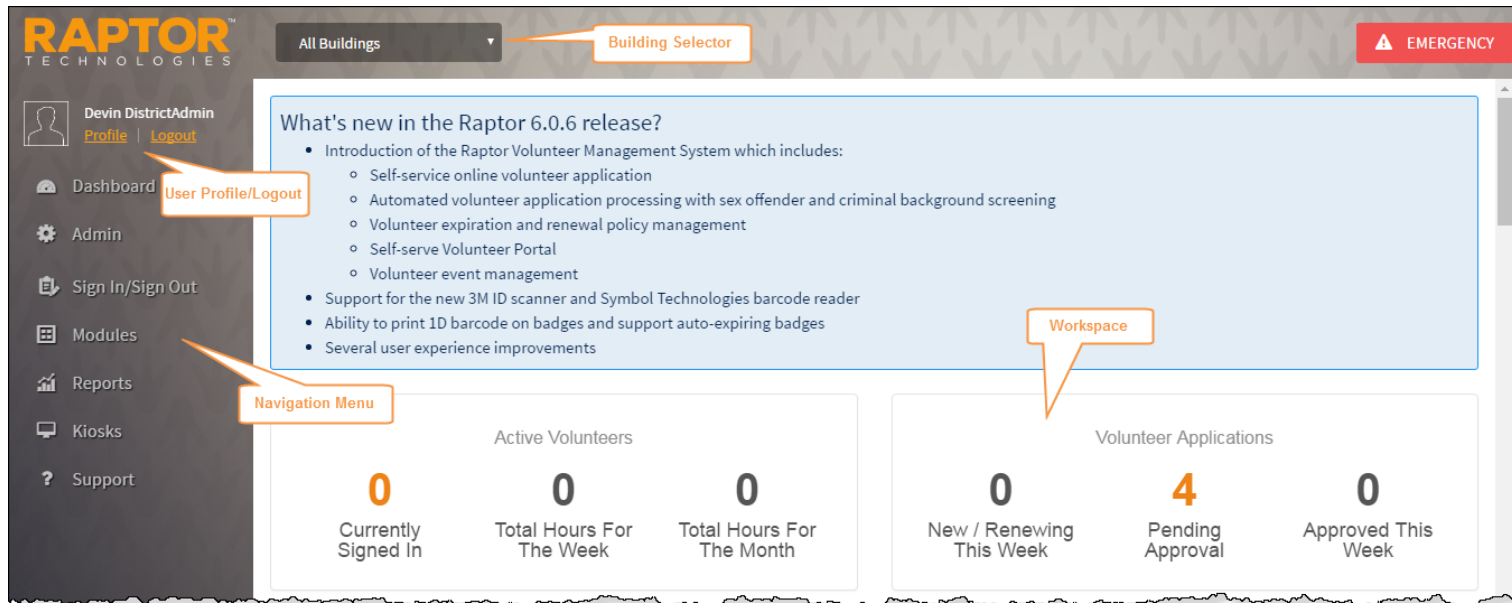 RAPTOR™
TECHNOLOGIES
All Buildings
Building Selector
EMERGENCY
Devin DistrictAdmin
Profile | Logout
User Profile/Logout
Dashboard
Admin
Sign In/Sign Out
Modules
Reports
Kiosks
Support
Navigation Menu
What's new in the Raptor 6.0.6 release?
Introduction of the Raptor Volunteer Management System which includes:
Self-service online volunteer application
Automated volunteer application processing with sex offender and criminal background screening
Volunteer expiration and renewal policy management
Self-serve Volunteer Portal
Volunteer event management
Support for the new 3M ID scanner and Symbol Technologies barcode reader
Ability to print 1D barcode on badges and support auto-expiring badges
Several user experience improvements
Workspace
Active Volunteers
0
Currently
Signed In
0
Total Hours For
The Week
0
Total Hours For
The Month
Volunteer Applications
0
New / Renewing
This Week
4
Pending
Approval
0
Approved This
Week